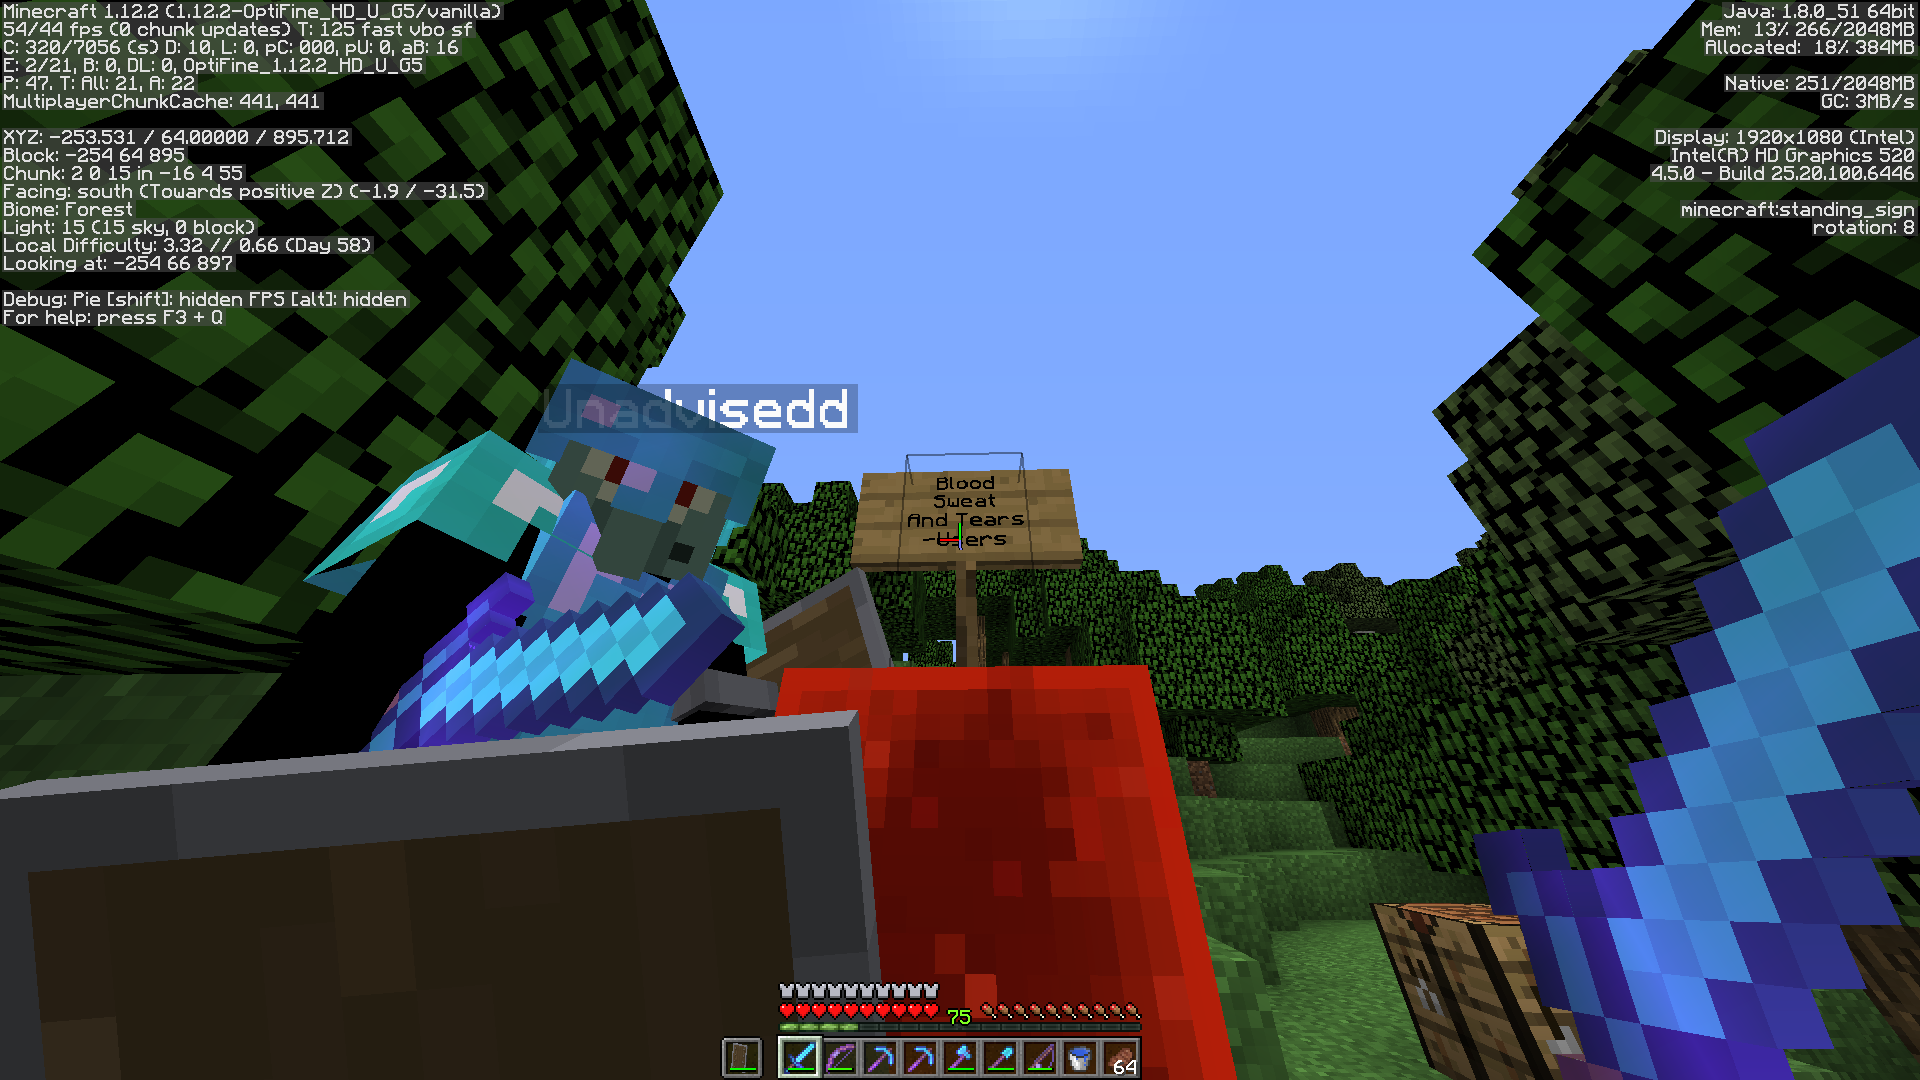 Minecraft 1.12.2 (1.12.2-OptiFine_HD_U_G5/vanilla)
54/44 fps (0 chunk updates) T: 125 fast vbo sf
C: 320/7056 (s) D: 10, L: 0, pC: 000, pU: 0, aB: 16
E: 2/21, B: 0, DL: 0, OptiFine_1.12.2_HD_U_G5
P: 47. T: All: 21, A: 22
MultiplayerChunkCache: 441, 441
XYZ: -253.531 / 64.00000 / 895.712
Block: -254 64 895
Chunk: 2 0 15 in -16 4 55
Facing: south (Towards positive Z) (-1.9 / -31.5)
Biome: Forest
Light: 15 (15 sky, 0 block)
Local Difficulty: 3.32 // 0.66 (Day 58)
Looking at: -254 66 897
Debug: Pie [shift]: hidden FPS [alt]: hidden
For help: press F3 + Q
Java: 1.8.0_51 64bit
Mem: 13% 266/2048MB
Allocated: 18% 384MB
Native: 251/2048MB
GC: 3MB/s
Display: 1920x1080 (Intel)
Intel(R) HD Graphics 520
4.5.0 - Build 25.20.100.6446
minecraft:standing_sign
rotation: 8
Unadvisedd
Blood
Sweat
And Tears
-Users
75
64